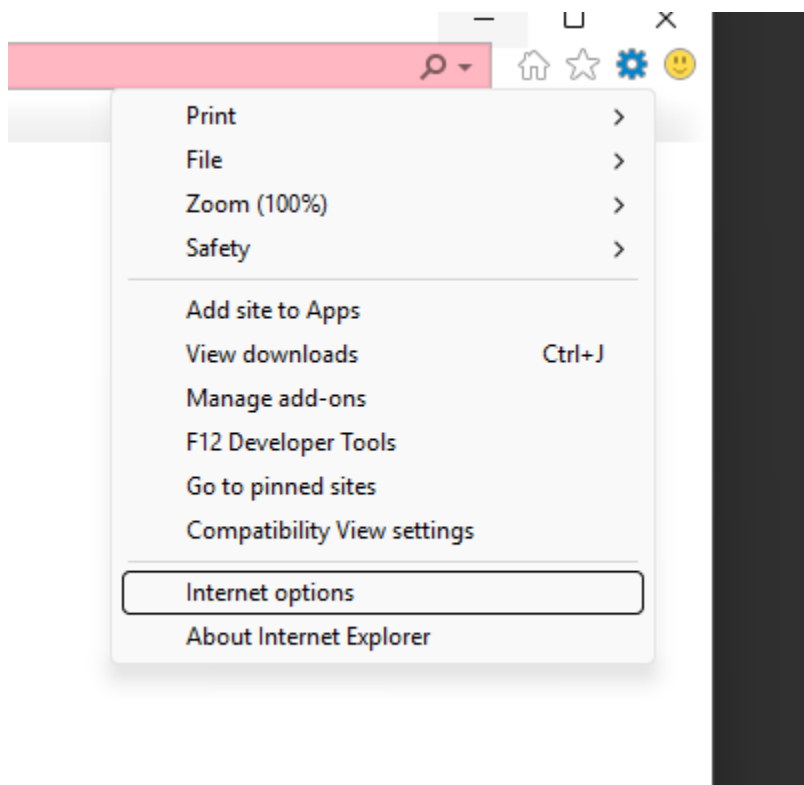 Print
File
Zoom (100%)
Safety
Add site to Apps
View downloads Ctrl+J
Manage add-ons
F12 Developer Tools
Go to pinned sites
Compatibility View settings
Internet options
About Internet Explorer